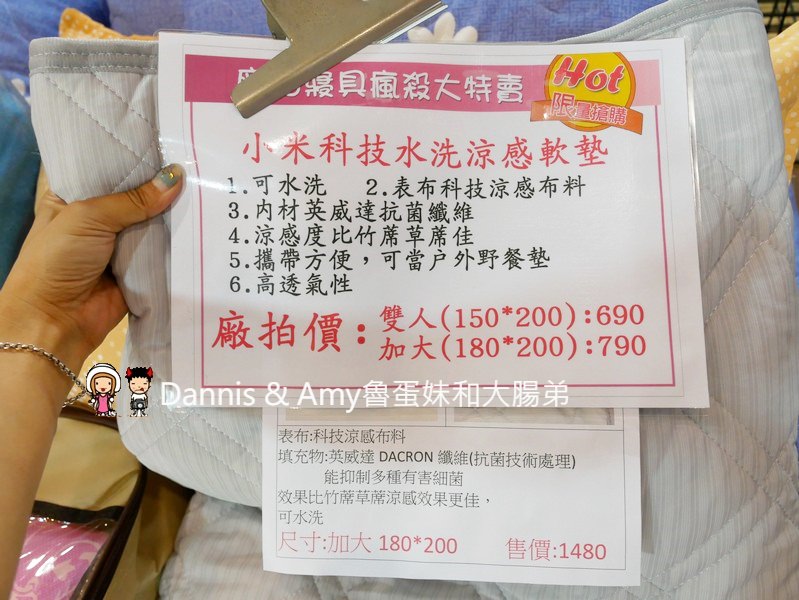 寢具瘋殺大特賣
Hot
限量搶購
小米科技水洗涼感軟墊
1.可水洗 2.表布科技涼感布料
3.內材英威達抗菌纖維
4.涼感度比竹蓆草蓆佳
5.攜帶方便，可當戶外野餐墊
6.高透氣性
廠拍價：
雙人(150*200):690
加大(180*200):790
Dannis & Amy魯蛋妹和大腸弟
表布:科技涼感布料
填充物:英威達 DACRON 纖維(抗菌技術處理)
能抑制多種有害細菌
效果比竹蓆草蓆涼感效果更佳，
可水洗
尺寸:加大 180*200 售價:1480